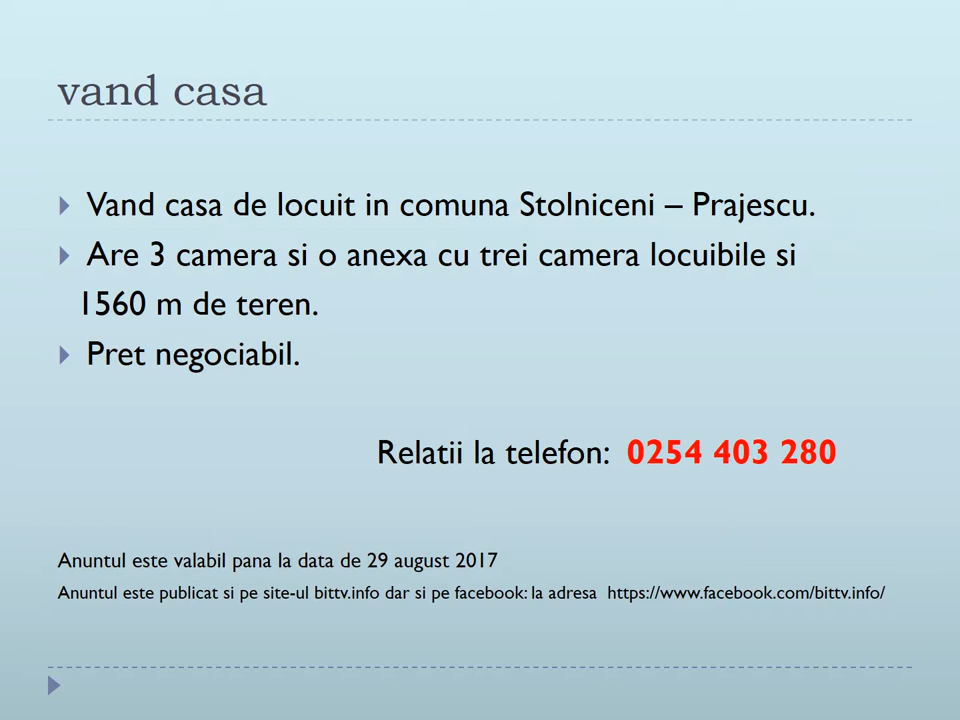 vand casa
Vand casa de locuit in comuna Stolniceni – Prajescu.
Are 3 camera si o anexa cu trei camera locuibile si
1560 m de teren.
Pret negociabil.
Relatii la telefon: 0254 403 280
Anuntul este valabil pana la data de 29 august 2017
Anuntul este publicat si pe site-ul bittv.info dar si pe facebook: la adresa https://www.facebook.com/bittv.info/